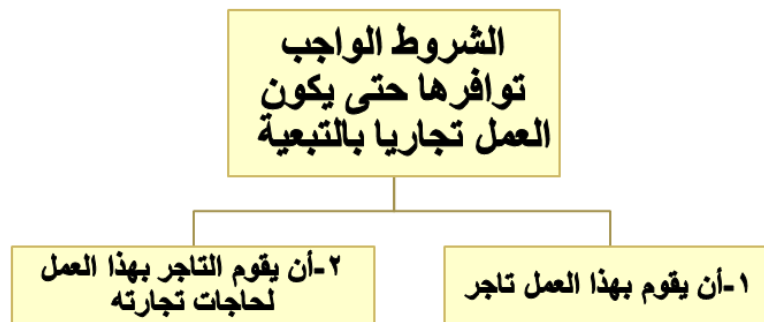 الشروط الواجب
توافرها حتى يكون
العمل تجاريا بالتبعية
١-أن يقوم بهذا العمل تاجر
٢-أن يقوم التاجر بهذا العمل
لحاجات تجارته